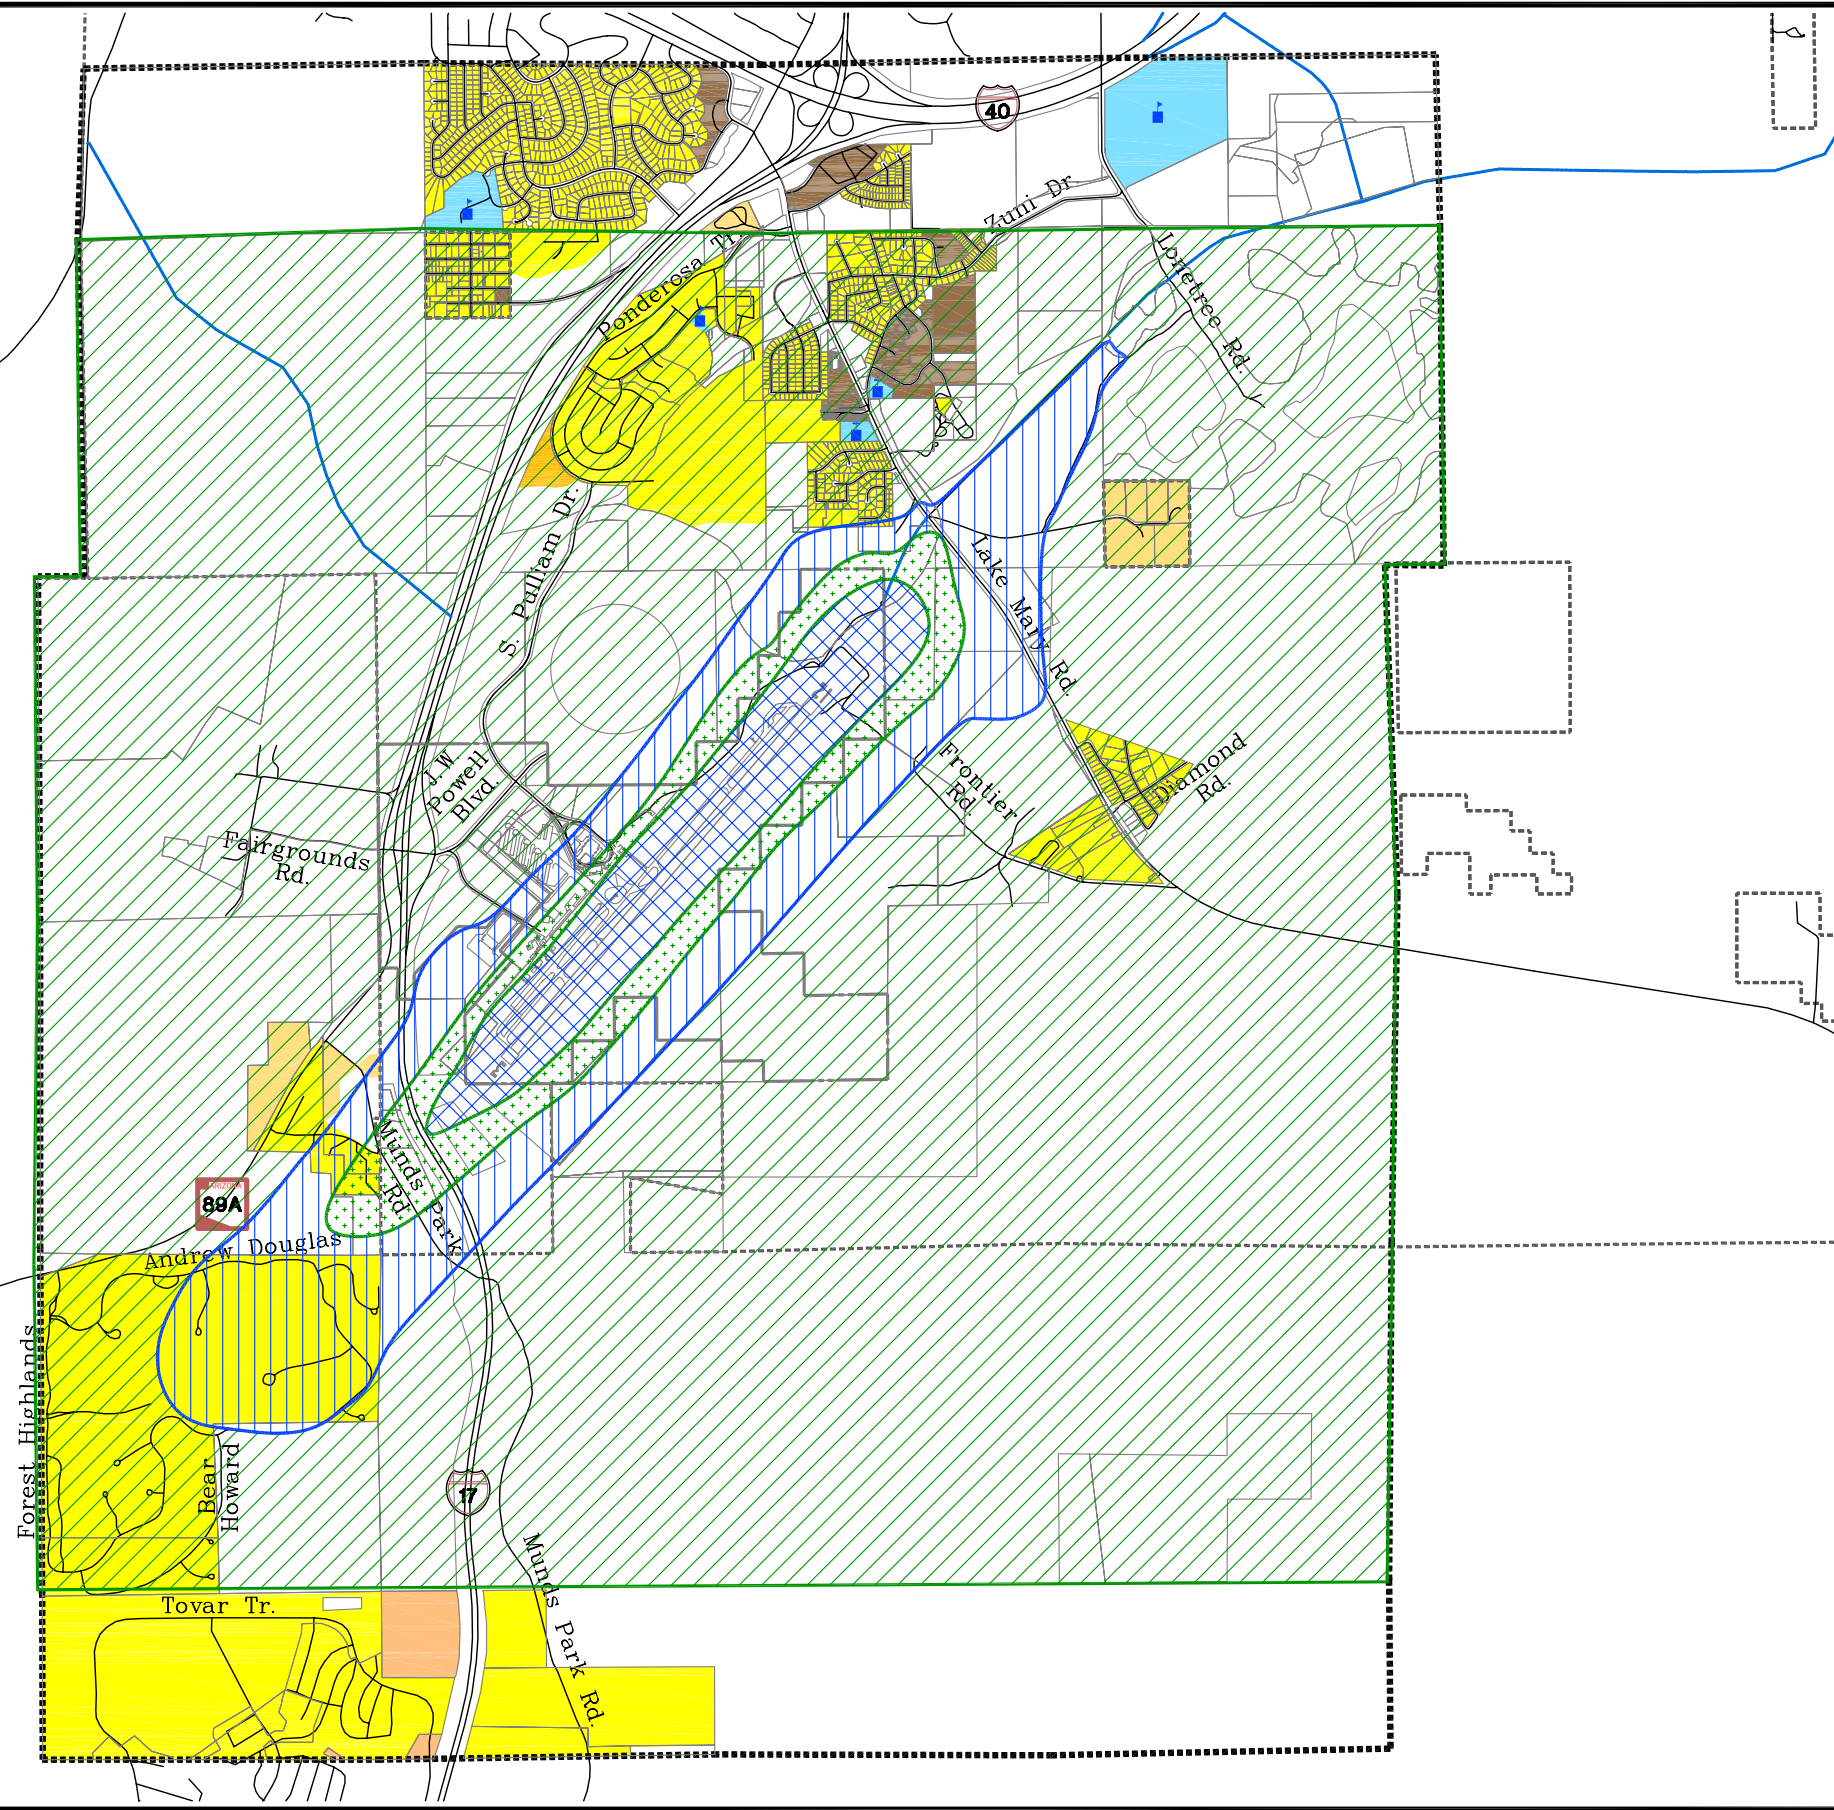 40
Zuni Dr.
Ponderosa Tr.
Lonetree Rd.
S. Pulliam Dr.
Lake Mary Rd.
J.W.
Powell
Blvd.
Frontier
Rd.
Diamond
Rd.
Fairgrounds
Rd.
Munds Park
Rd.
ARIZONA
89A
Andrew Douglas
Forest Highlands
Bear
Howard
17
Munds Park Rd.
Tovar Tr.